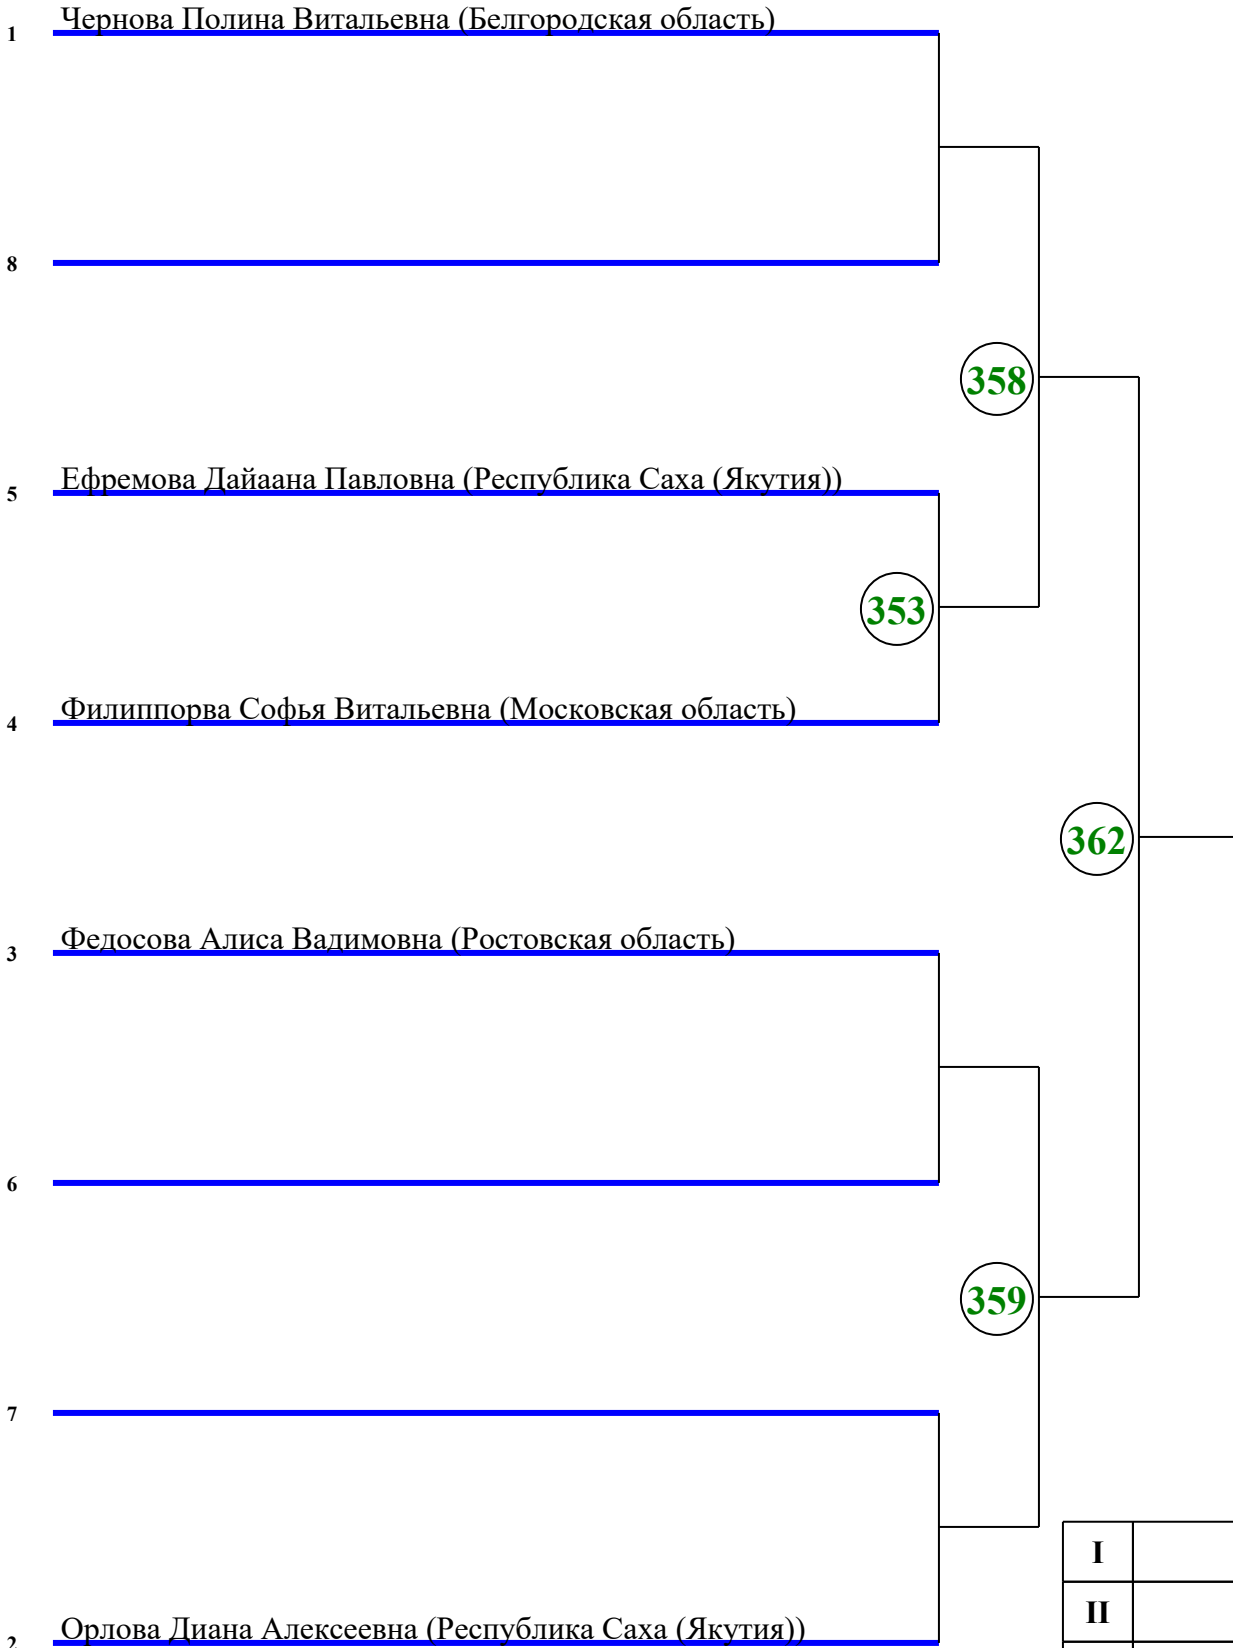 1 Чернова Полина Витальевна (Белгородская область)
8
358
5 Ефремова Дайаана Павловна (Республика Саха (Якутия))
353
4 Филиппорва Софья Витальевна (Московская область)
362
3 Федосова Алиса Вадимовна (Ростовская область)
6
359
7
I
II
2 Орлова Диана Алексеевна (Республика Саха (Якутия))